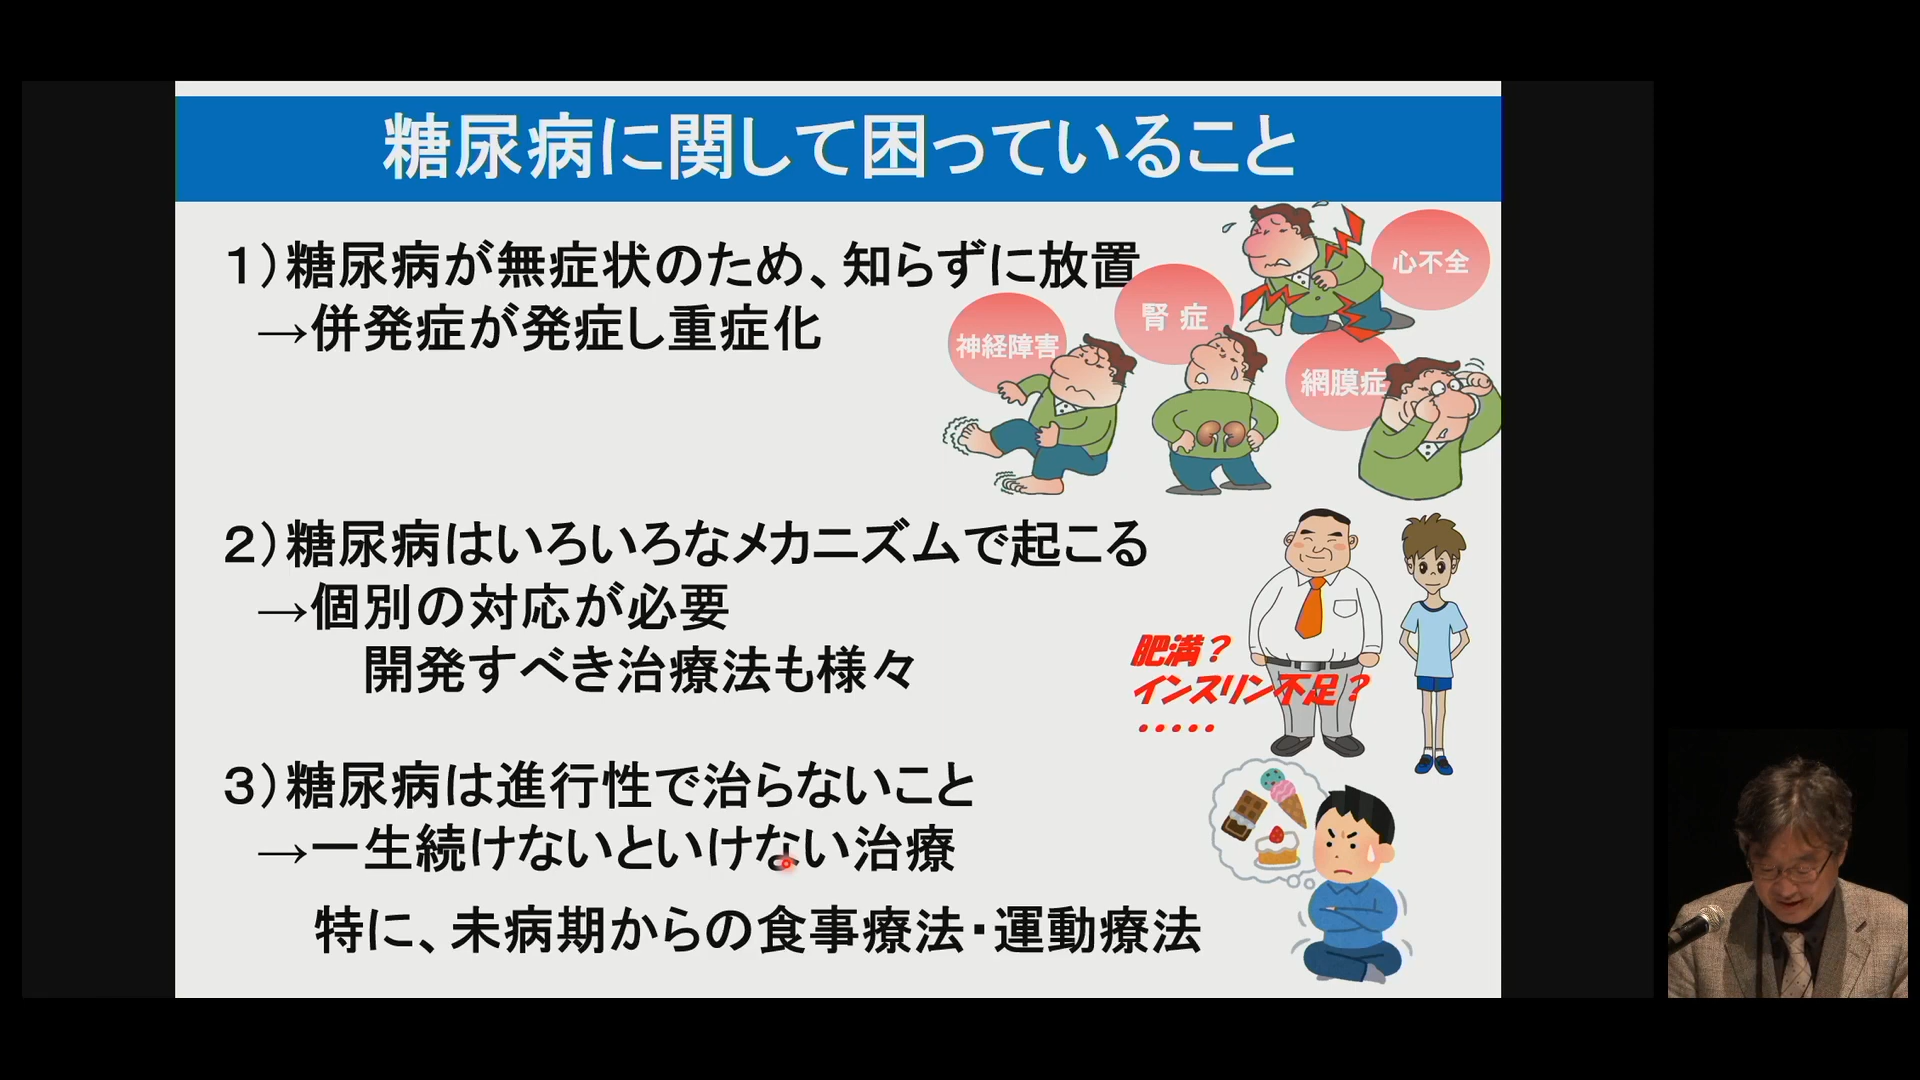 糖尿病に関して困っていること
1）糖尿病が無症状のため、知らずに放置
→併発症が発症し重症化
心不全
腎症
神経障害
網膜症
2）糖尿病はいろいろなメカニズムで起こる
→個別の対応が必要
開発すべき治療法も様々
肥満？
インスリン不足？
・・・・・
3）糖尿病は進行性で治らないこと
→一生続けないといけない治療
特に、未病期からの食事療法・運動療法